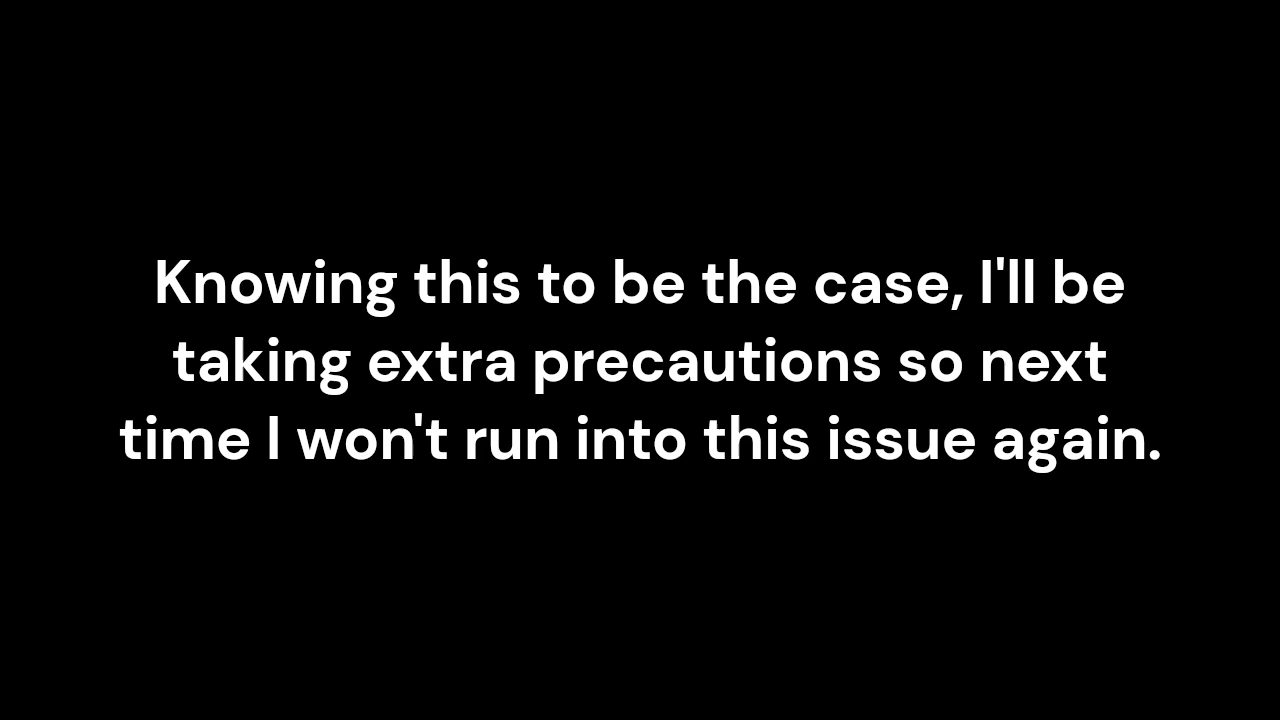 Knowing this to be the case, I'll be
taking extra precautions so next
time I won't run into this issue again.